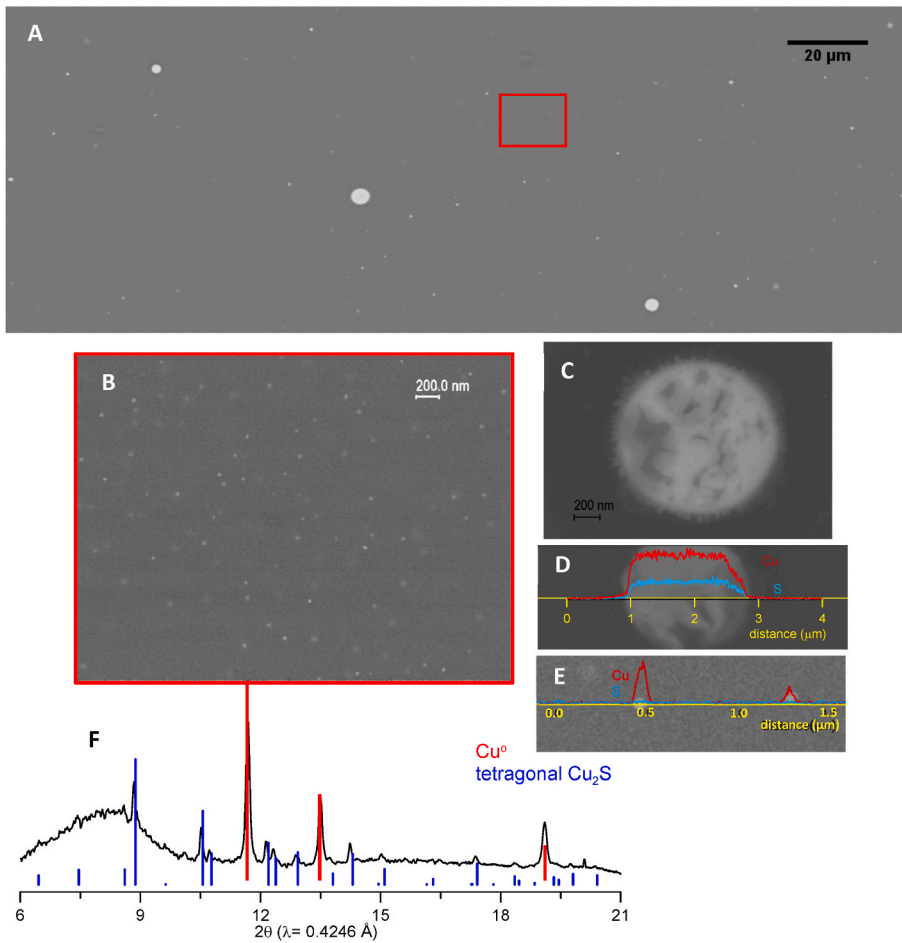 A
20 µm
B
200.0 nm
C
200 nm
D
Cu
S
0 1 2 3 4
distance (µm)
E
Cu
S
0.0 0.5 1.0 1.5
distance (µm)
F
Cu⁰
tetragonal Cu₂S
6 9 12 15 18 21
2θ (λ= 0.4246 Å)